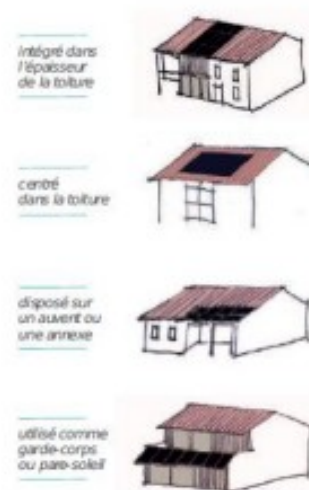 intégré dans
l'épaisseur
de la toiture
centré
dans la toiture
disposé sur
un auvent ou
une annexe
utilisé comme
garde-corps
ou pare-soleil